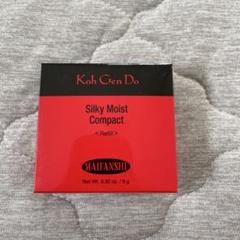 Koh Gen Do
Silky Moist
Compact
< Refill >
MAIFANSHI
Net Wt. 0.32 oz. / 9 g